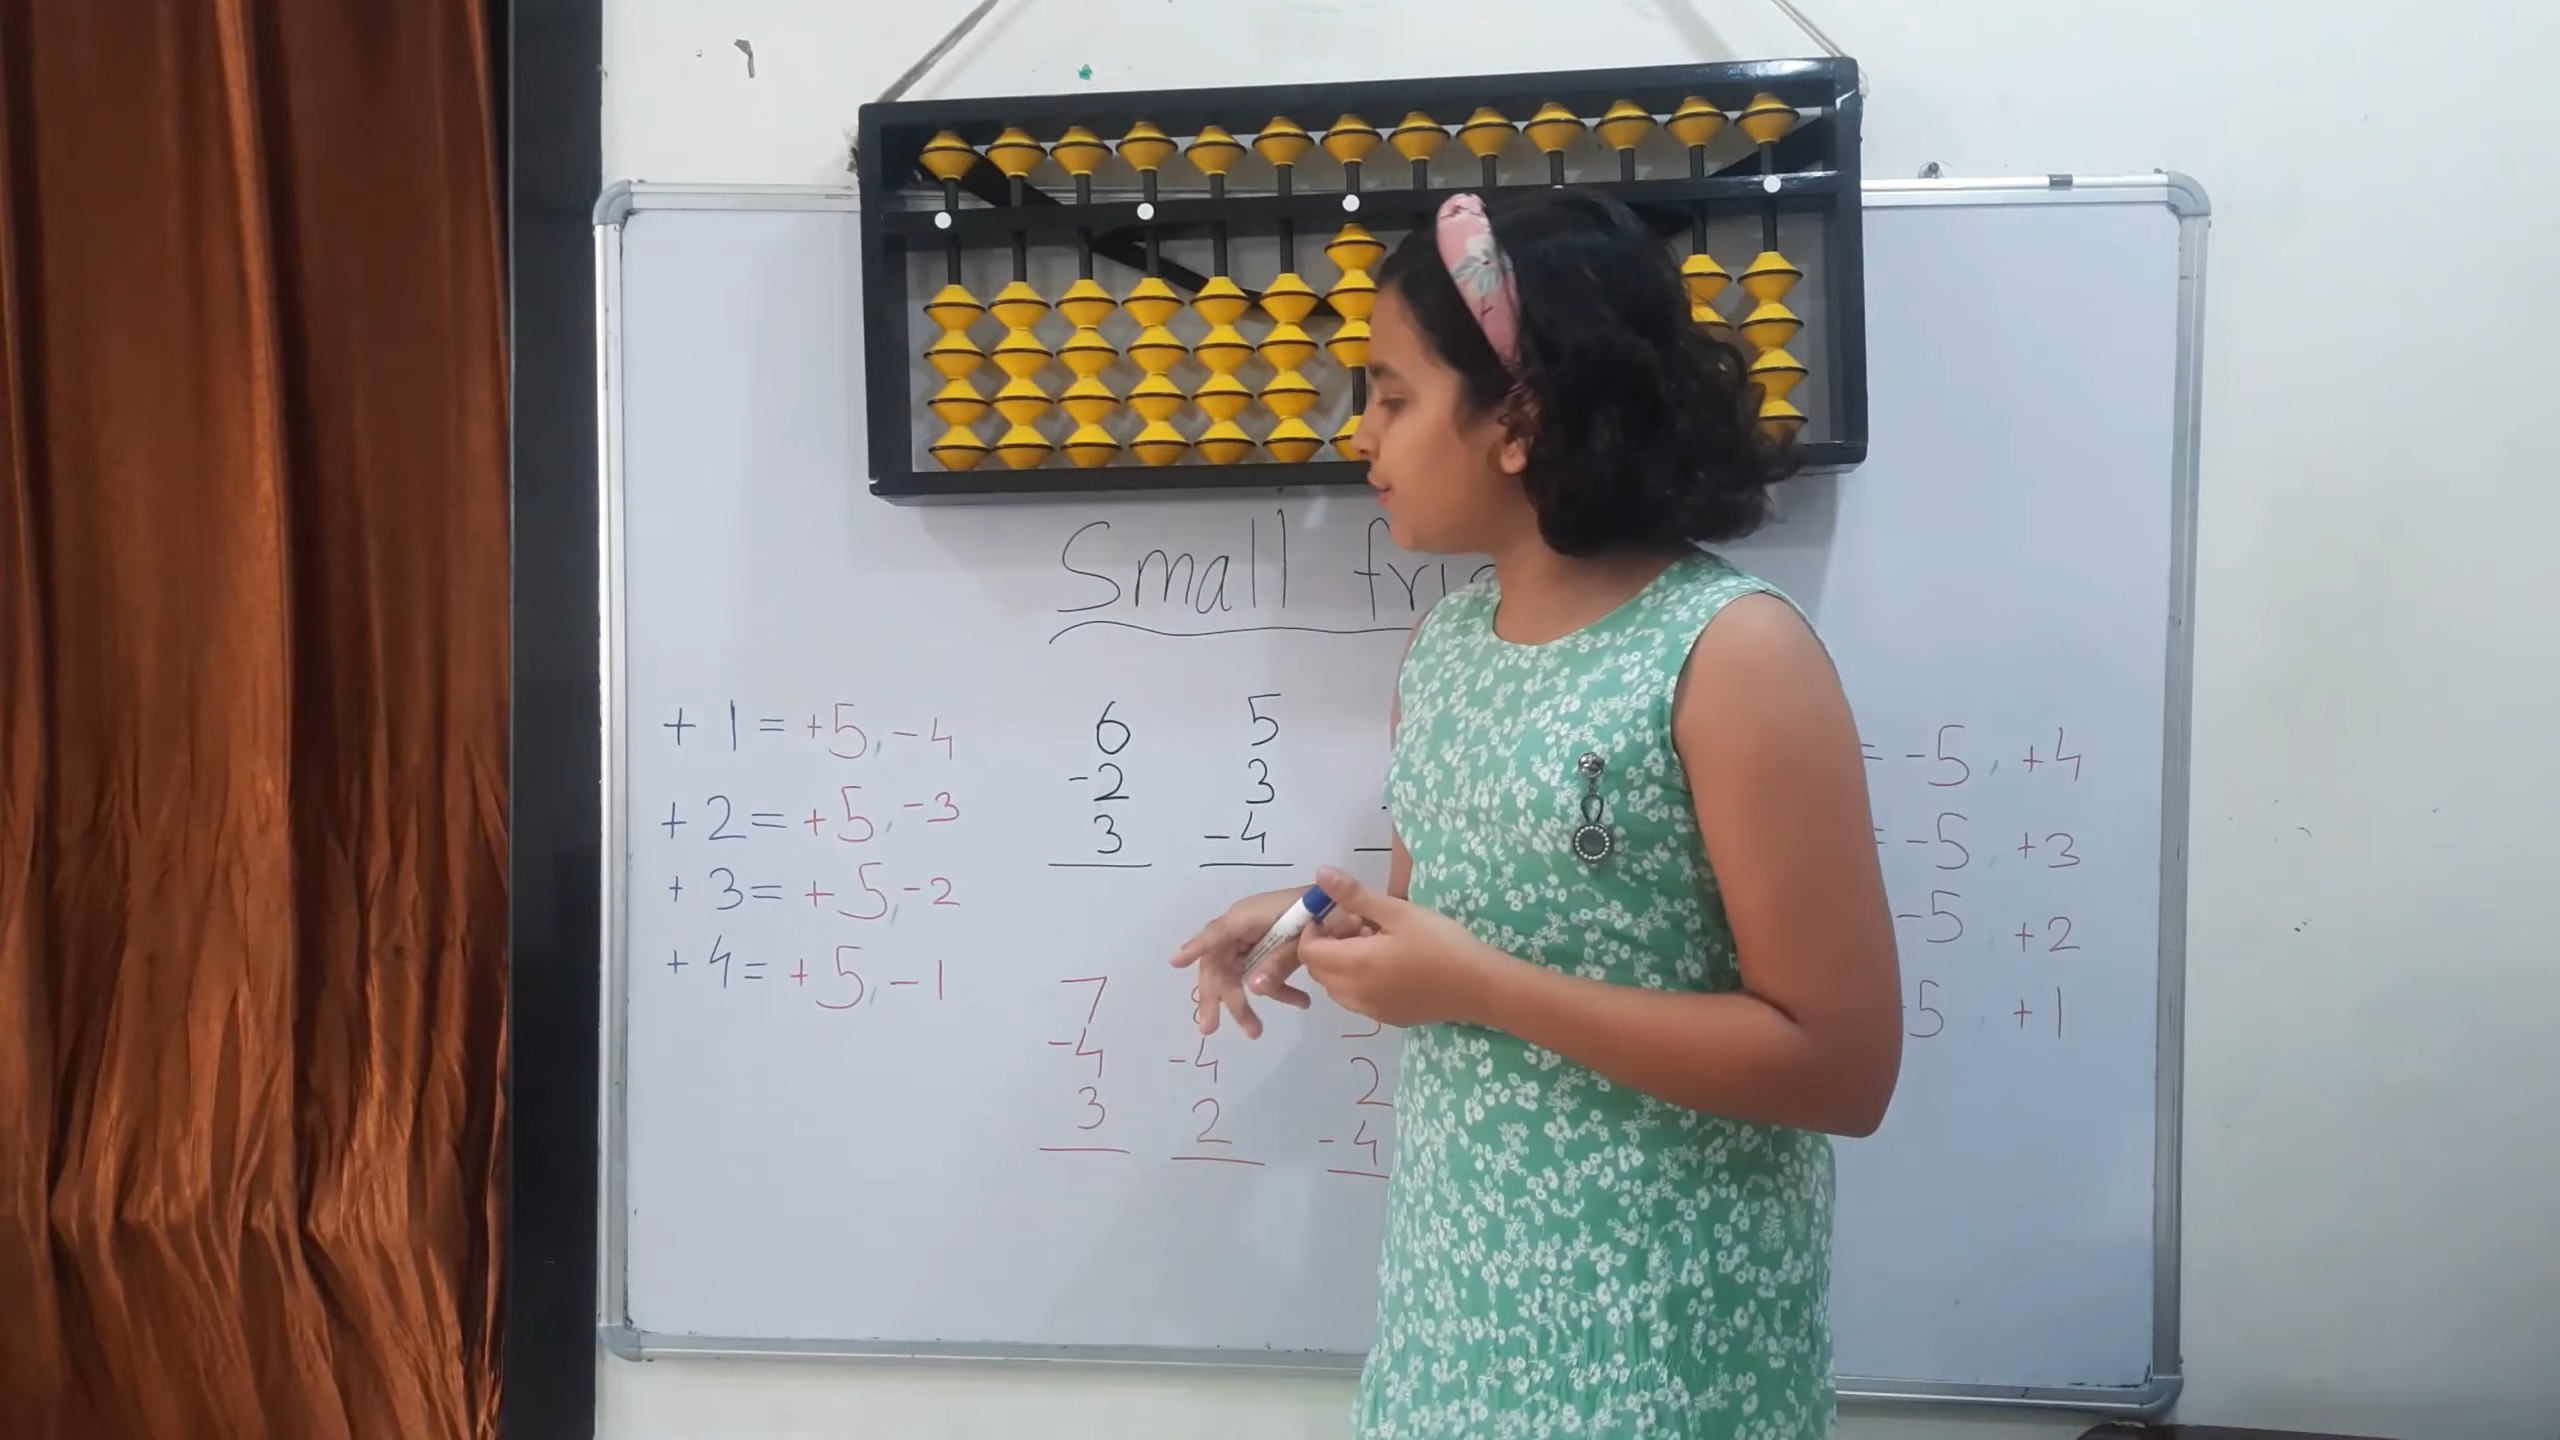 Small
+ 1 = +5, -4
+ 2 = +5, -3
+ 3 = +5, -2
+ 4 = +5, -1
6
-2
3
5
3
-4
7
-4
3
-4
2
2
-4
= -5, +4
= -5, +3
-5, +2
-5, +1